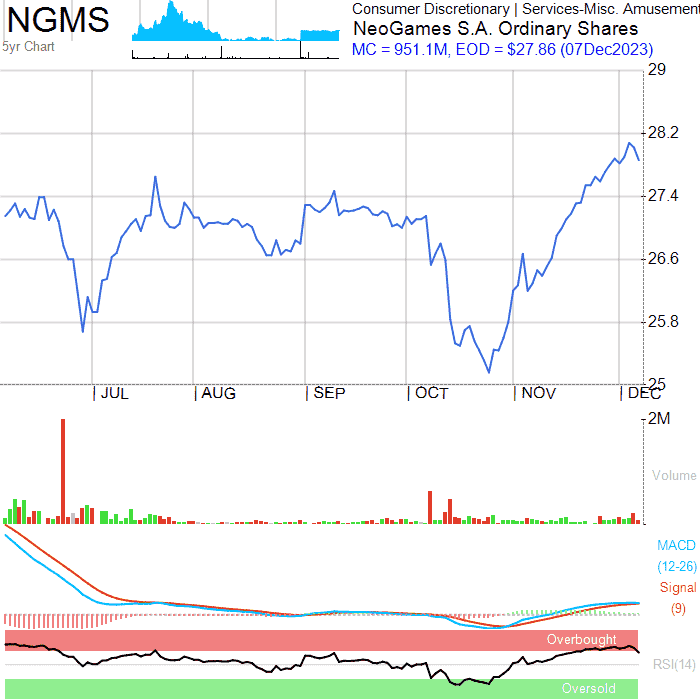 NGMS
5yr Chart
Consumer Discretionary | Services-Misc. Amusement
NeoGames S.A. Ordinary Shares
MC = 951.1M, EOD = $27.86 (07Dec2023)
29
28.2
27.4
26.6
25.8
25
JUL AUG SEP OCT NOV DEC
2M
Volume
MACD
(12-26)
Signal
(9)
Overbought
RSI(14)
Oversold